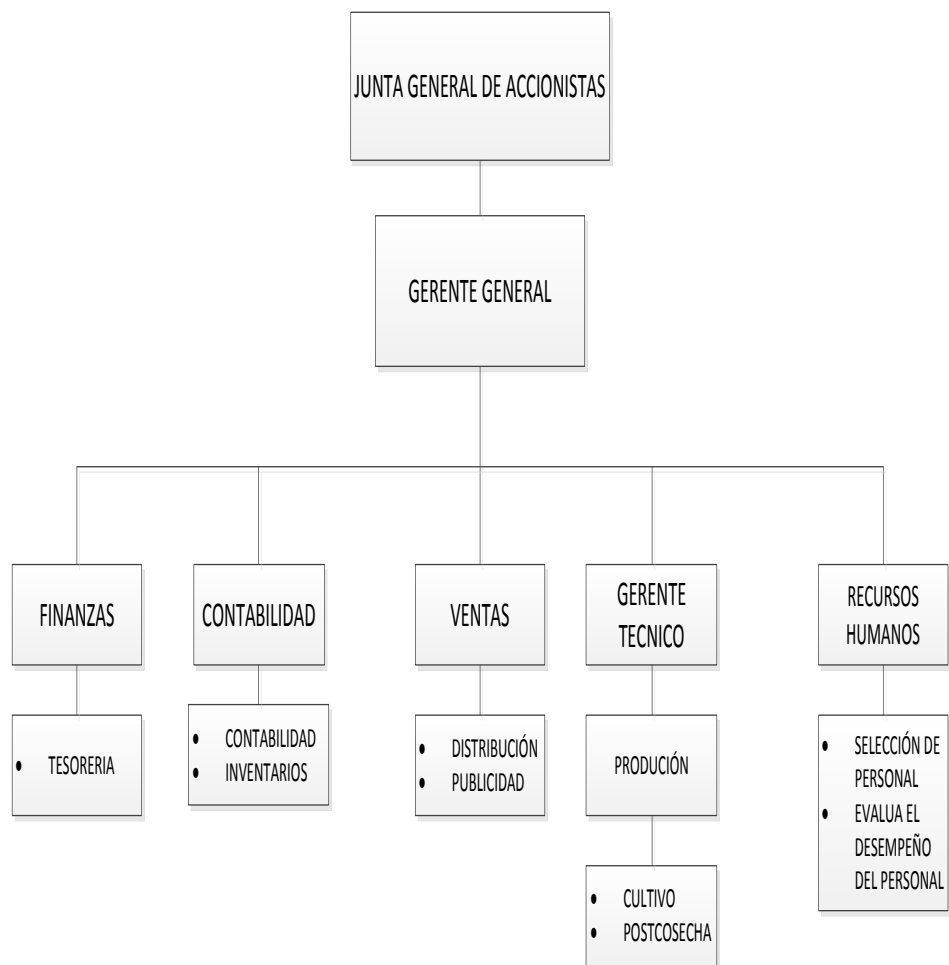 JUNTA GENERAL DE ACCIONISTAS
GERENTE GENERAL
FINANZAS
CONTABILIDAD
VENTAS
GERENTE
TECNICO
RECURSOS
HUMANOS
• TESORERIA
• CONTABILIDAD
• INVENTARIOS
• DISTRIBUCIÓN
• PUBLICIDAD
PRODUCIÓN
• SELECCIÓN DE
PERSONAL
• EVALUA EL
DESEMPEÑO
DEL PERSONAL
• CULTIVO
• POSTCOSECHA